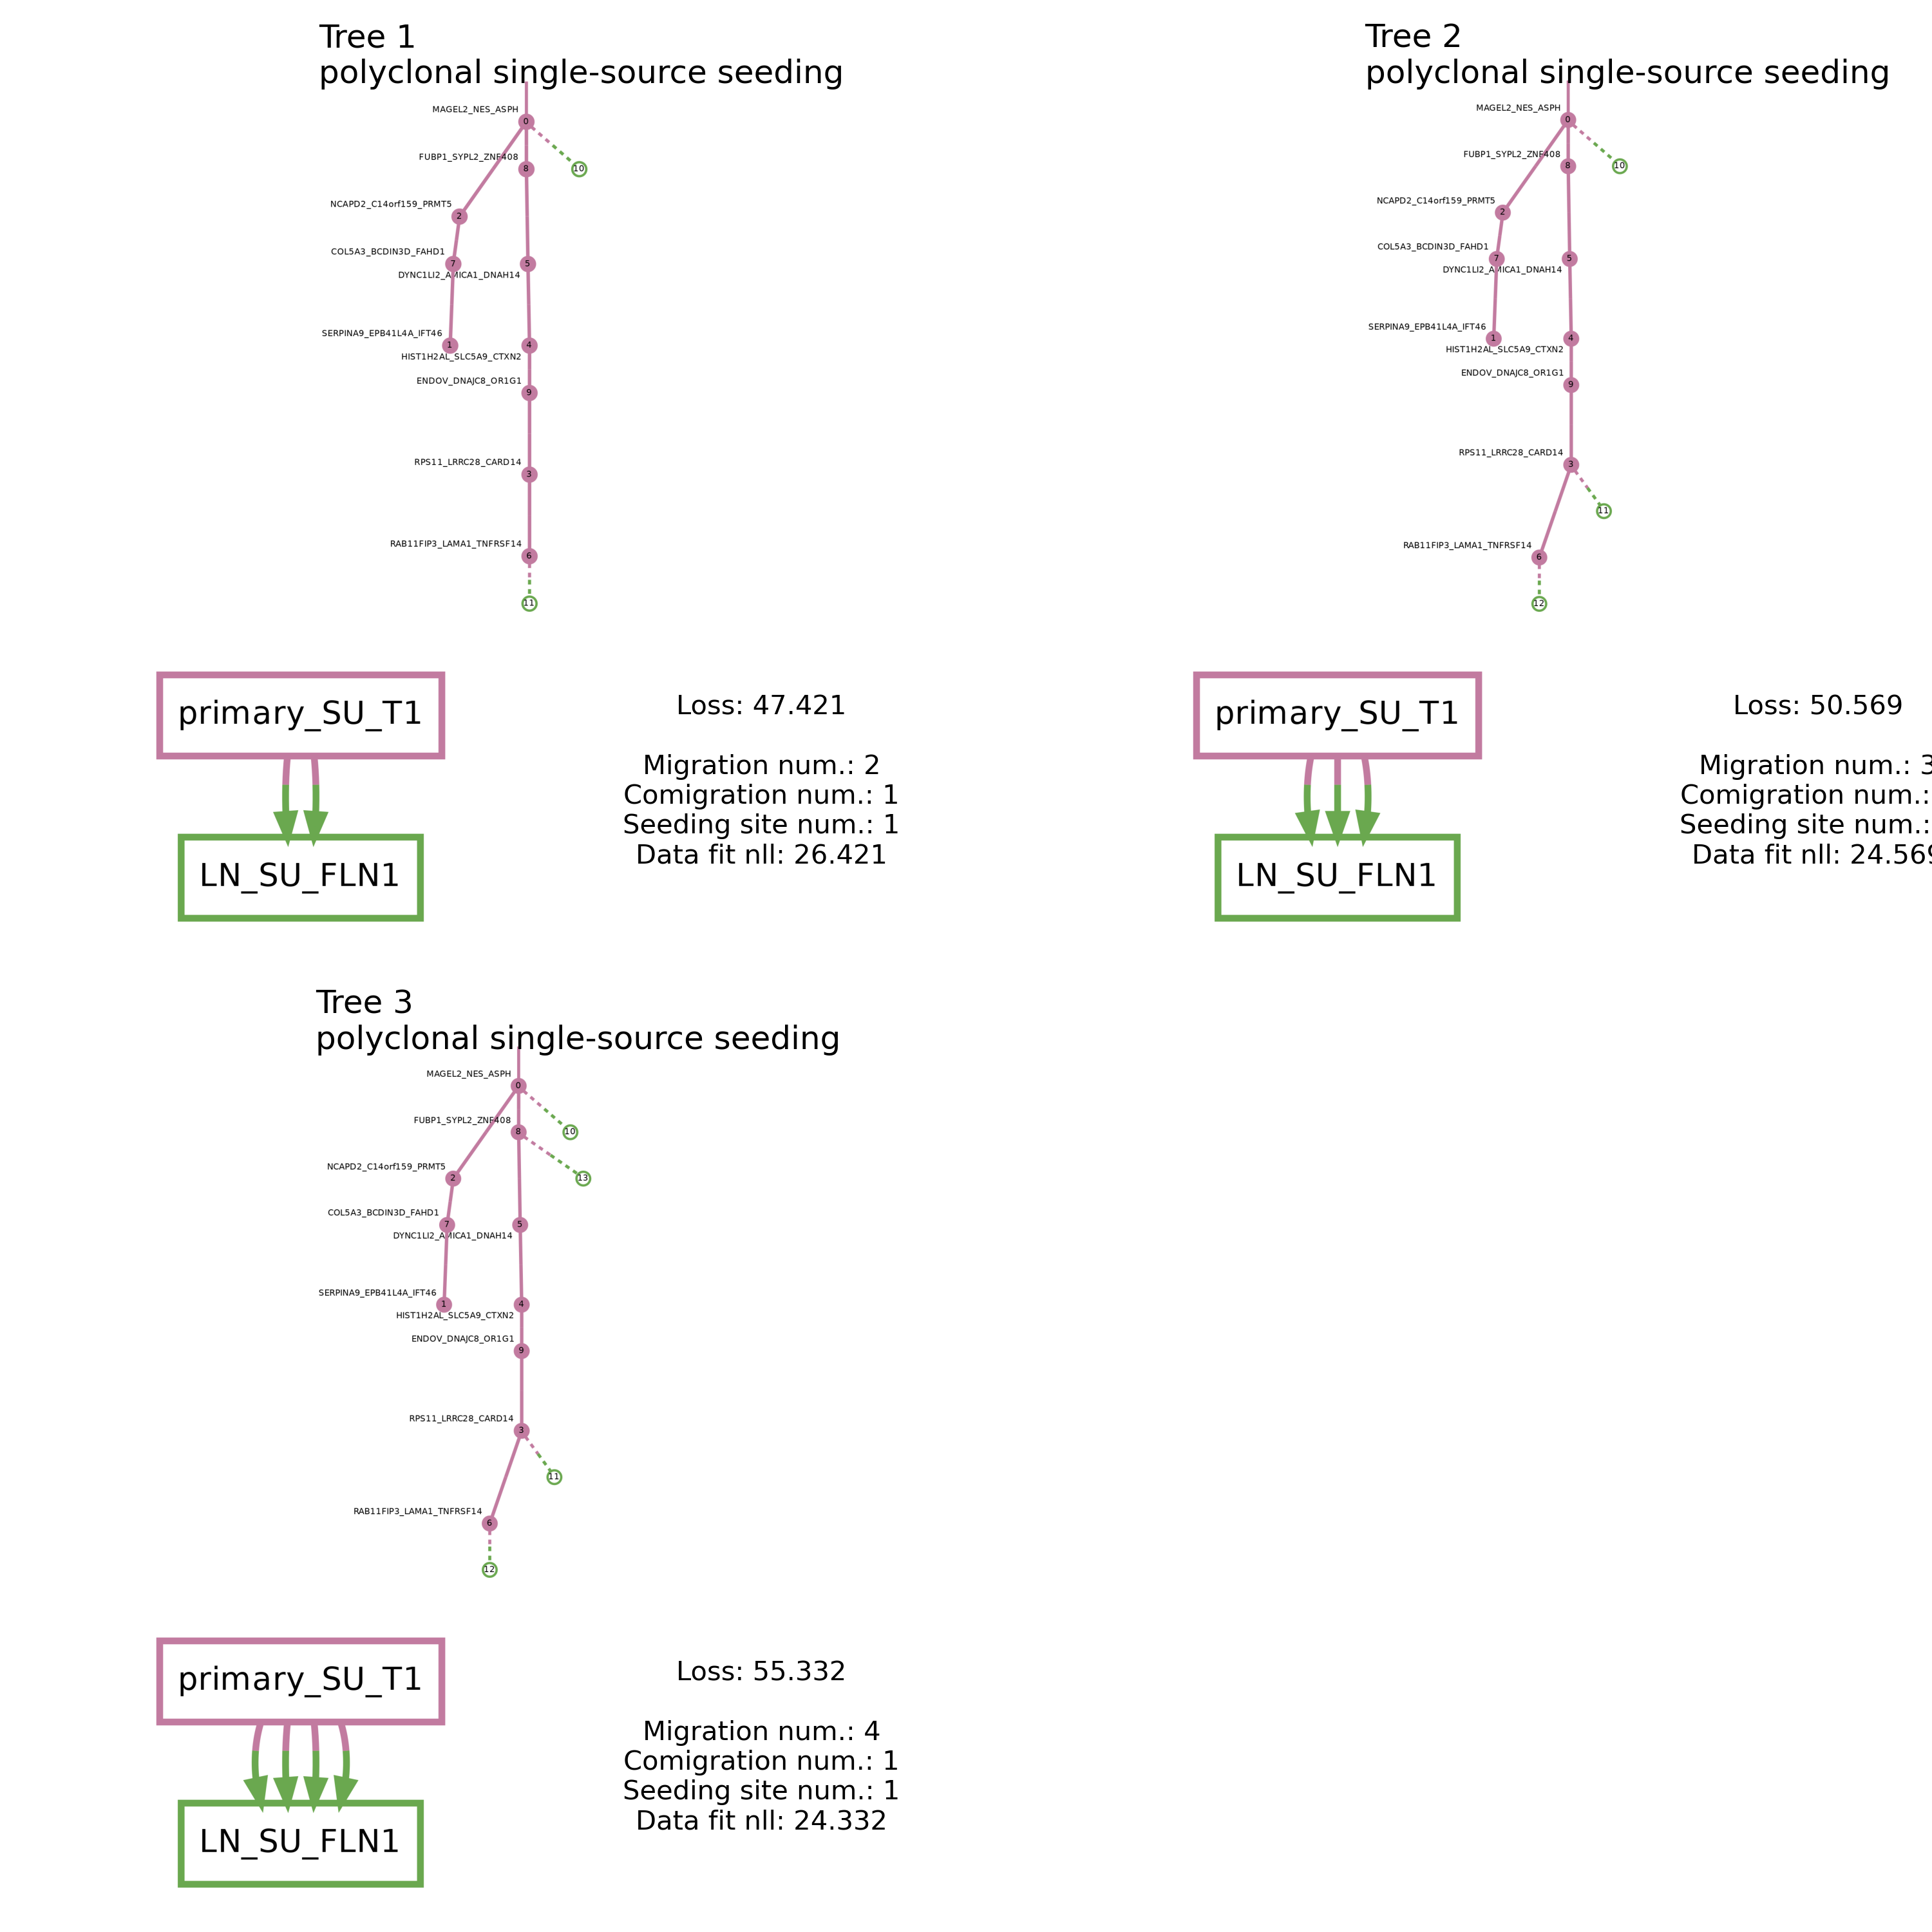 Tree 1
polyclonal single-source seeding
MAGEL2_NES_ASPH
0
FUBP1_SYPL2_ZNF408
8
10
NCAPD2_C14orf159_PRMT5
2
COL5A3_BCDIN3D_FAHD1
7
5
DYNC1LI2_AMICA1_DNAH14
SERPINA9_EPB41L4A_IFT46
1
4
HIST1H2AL_SLC5A9_CTXN2
ENDOV_DNAJC8_OR1G1
9
RPS11_LRRC28_CARD14
3
RAB11FIP3_LAMA1_TNFRSF14
6
11
primary_SU_T1
LN_SU_FLN1
Loss: 47.421
Migration num.: 2
Comigration num.: 1
Seeding site num.: 1
Data fit nll: 26.421
Tree 2
polyclonal single-source seeding
MAGEL2_NES_ASPH
0
FUBP1_SYPL2_ZNF408
8
10
NCAPD2_C14orf159_PRMT5
2
COL5A3_BCDIN3D_FAHD1
7
5
DYNC1LI2_AMICA1_DNAH14
SERPINA9_EPB41L4A_IFT46
1
4
HIST1H2AL_SLC5A9_CTXN2
ENDOV_DNAJC8_OR1G1
9
RPS11_LRRC28_CARD14
3
11
RAB11FIP3_LAMA1_TNFRSF14
6
12
primary_SU_T1
LN_SU_FLN1
Loss: 50.569
Migration num.: 3
Comigration num.:
Seeding site num.:
Data fit nll: 24.569
Tree 3
polyclonal single-source seeding
MAGEL2_NES_ASPH
0
FUBP1_SYPL2_ZNF408
8
10
NCAPD2_C14orf159_PRMT5
2
13
COL5A3_BCDIN3D_FAHD1
7
5
DYNC1LI2_AMICA1_DNAH14
SERPINA9_EPB41L4A_IFT46
1
4
HIST1H2AL_SLC5A9_CTXN2
ENDOV_DNAJC8_OR1G1
9
RPS11_LRRC28_CARD14
3
11
RAB11FIP3_LAMA1_TNFRSF14
6
12
primary_SU_T1
LN_SU_FLN1
Loss: 55.332
Migration num.: 4
Comigration num.: 1
Seeding site num.: 1
Data fit nll: 24.332